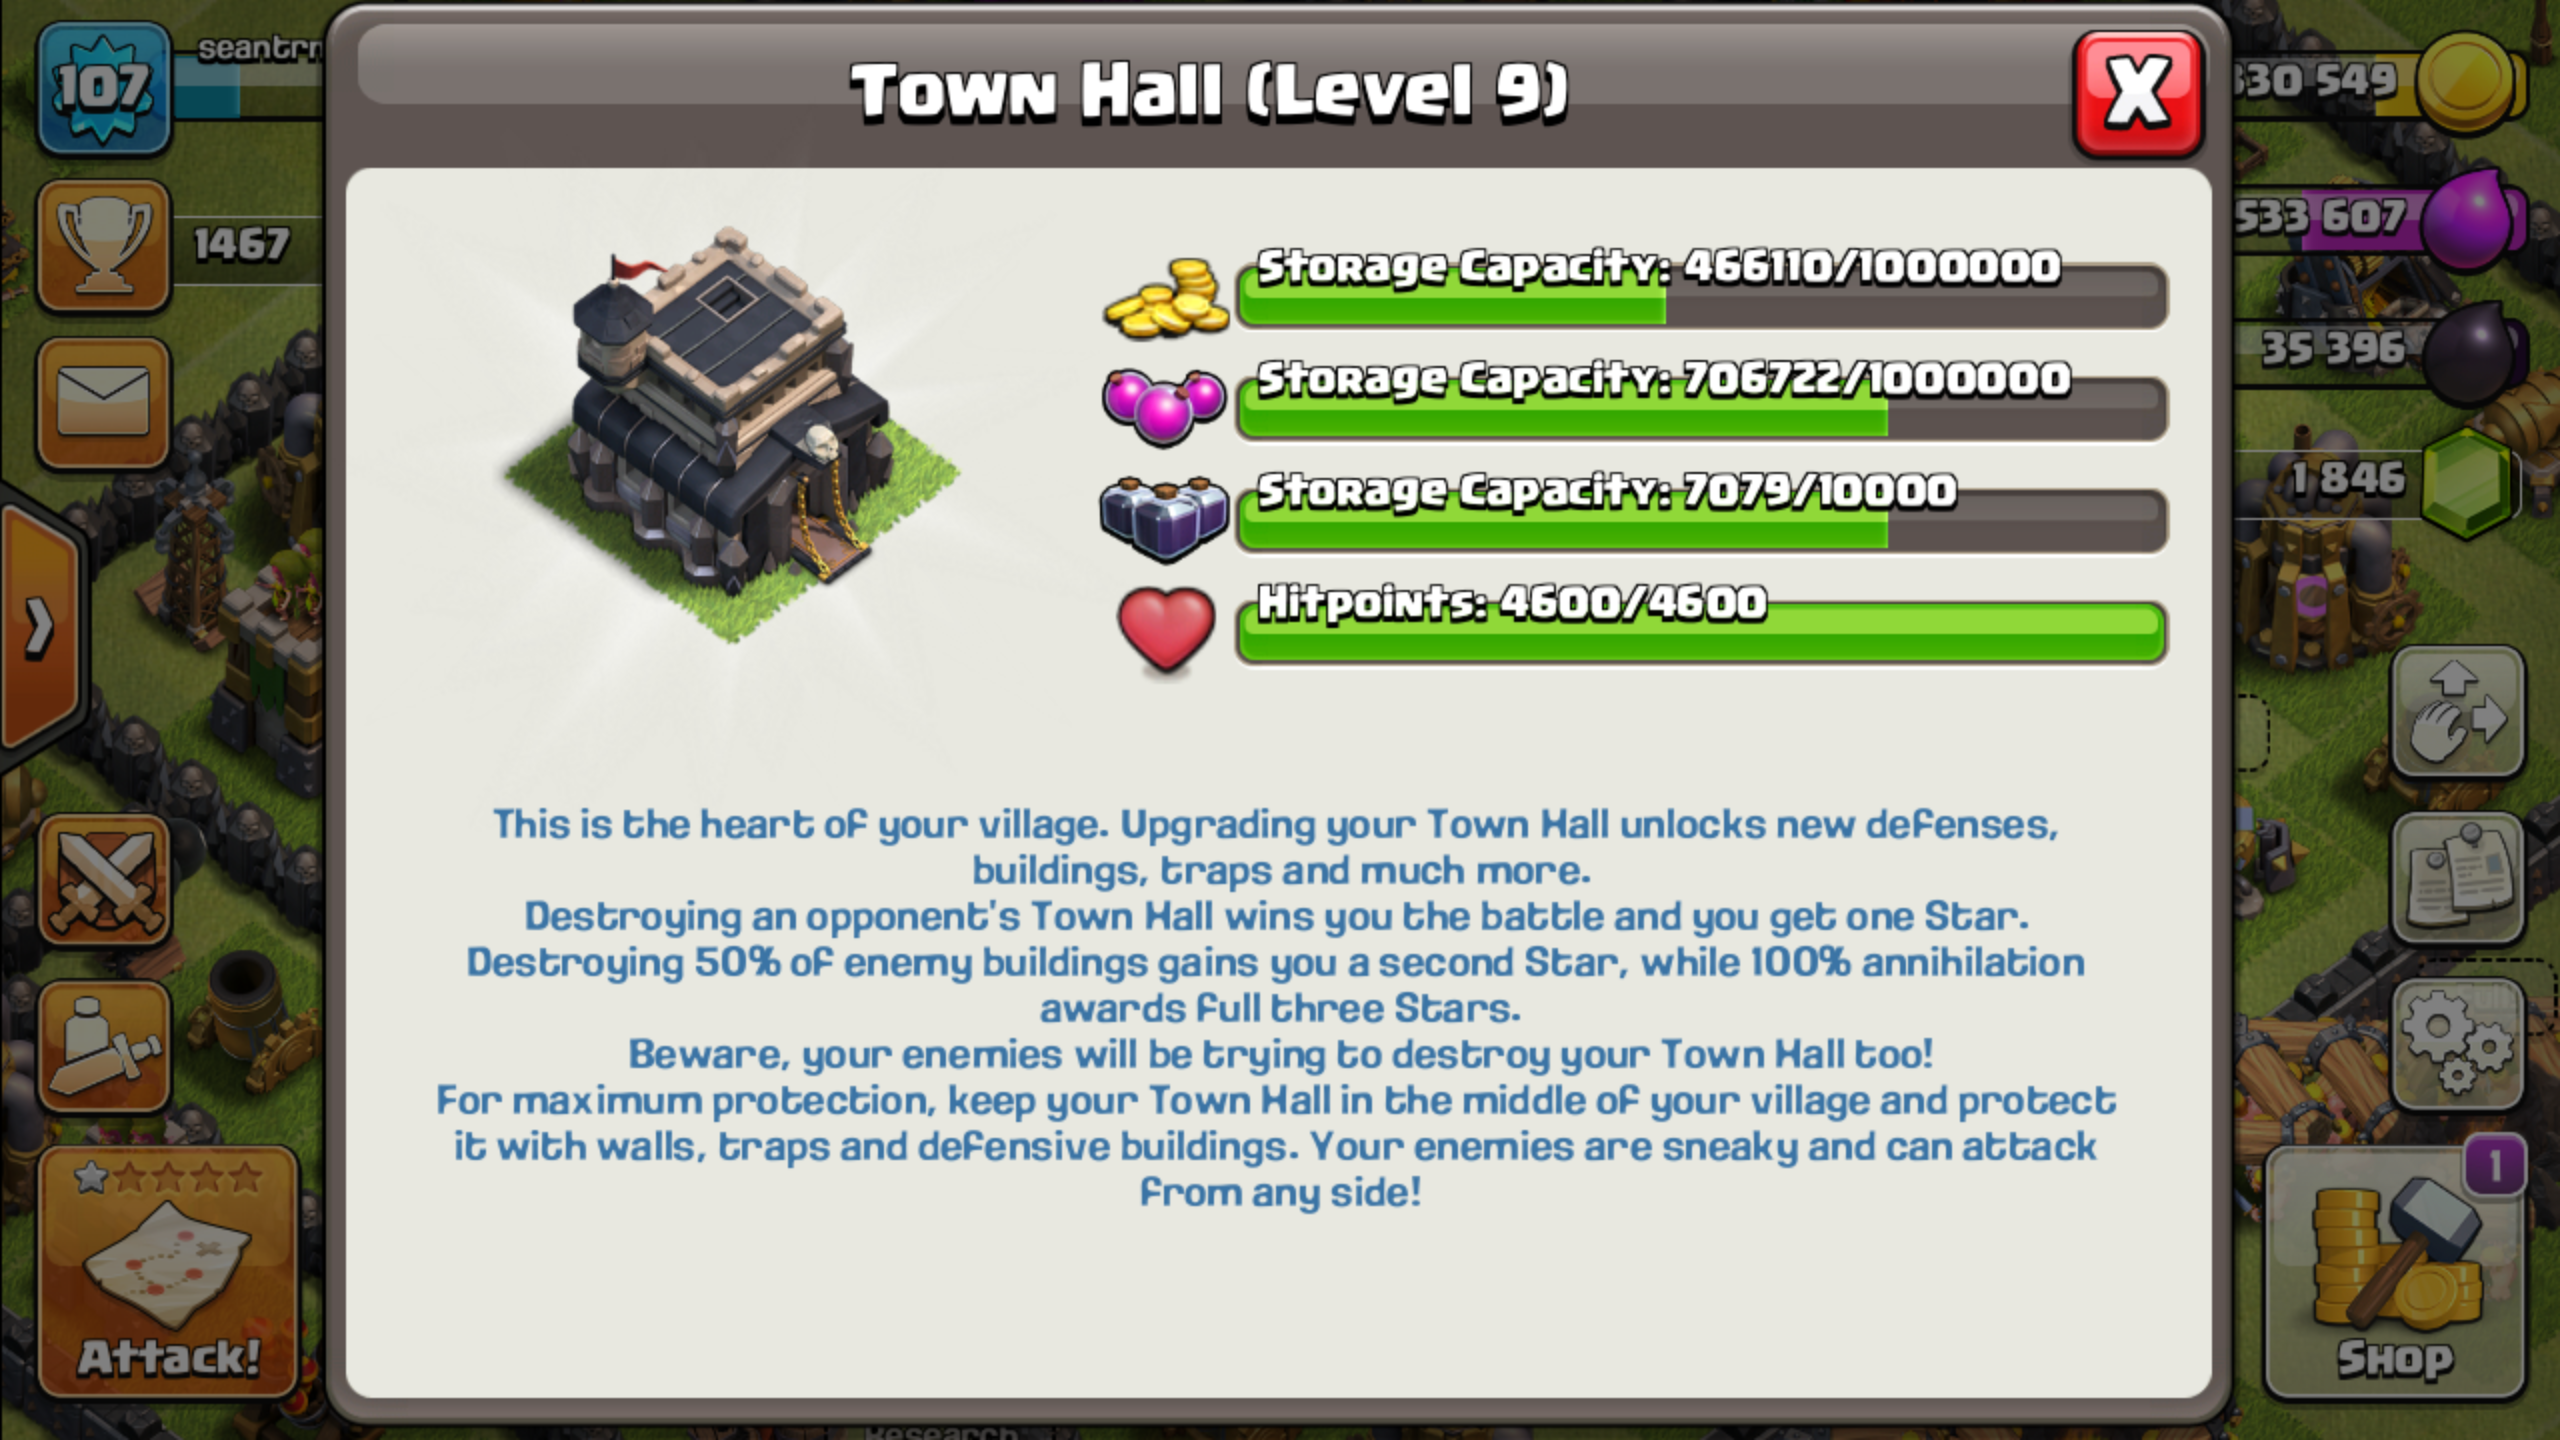 107
seantrn
Town Hall (Level 9)
X
330 549
1467
533 607
35 396
1 846
Storage Capacity: 466110/1000000
Storage Capacity: 706722/1000000
Storage Capacity: 7079/10000
Hitpoints: 4600/4600
This is the heart of your village. Upgrading your Town Hall unlocks new defenses,
buildings, traps and much more.
Destroying an opponent's Town Hall wins you the battle and you get one Star.
Destroying 50% of enemy buildings gains you a second Star, while 100% annihilation
awards full three Stars.
Beware, your enemies will be trying to destroy your Town Hall too!
For maximum protection, keep your Town Hall in the middle of your village and protect
it with walls, traps and defensive buildings. Your enemies are sneaky and can attack
from any side!
Attack!
1
Shop
Research